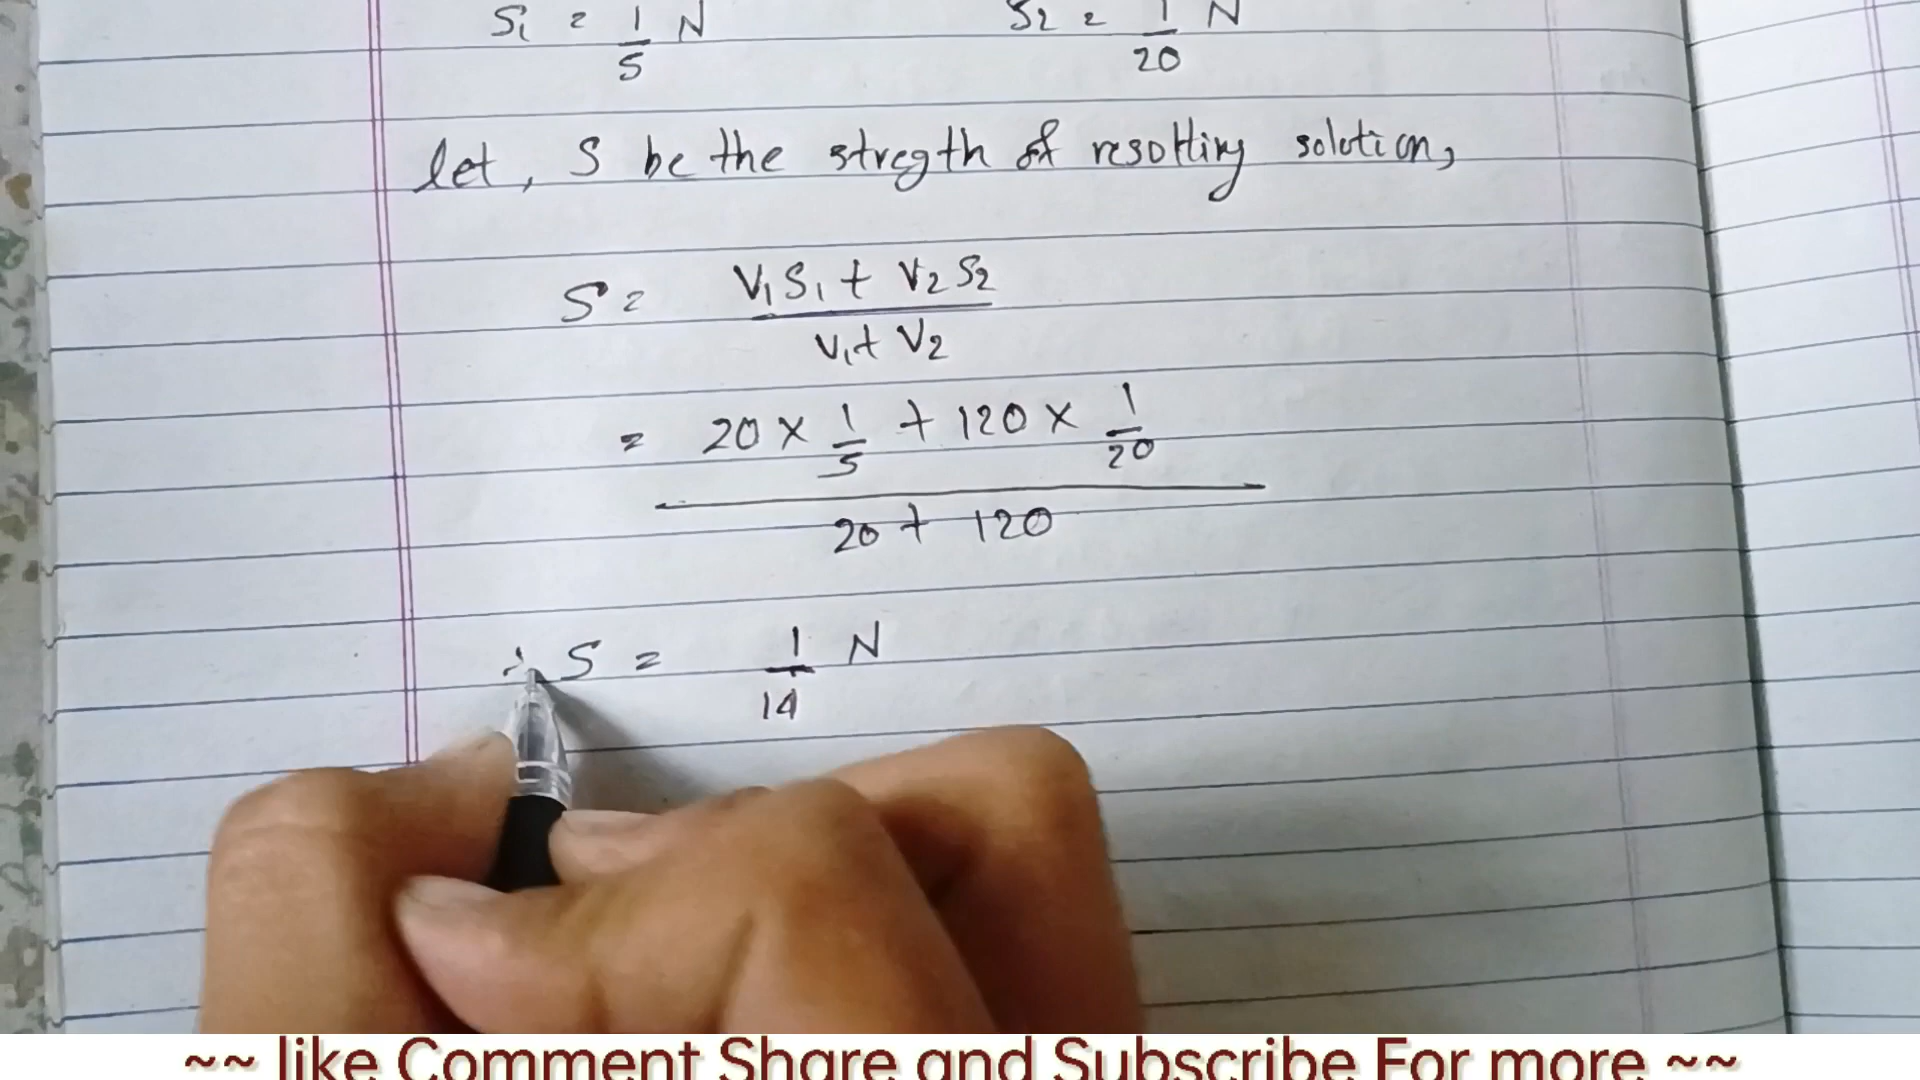 S1 = 1/5 N S2 = 1/20 N
let, S be the stregth of resolting solution,
S = V1S1 + V2S2 / V1+ V2
= 20 × 1/5 + 120 × 1/20 / 20 + 120
∴ S = 1/14 N
~~ like Comment Share and Subscribe For more ~~